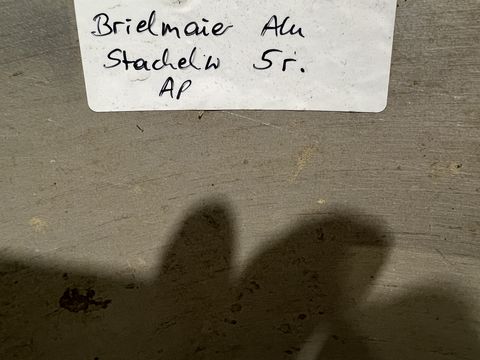 Brielmaier Alu
Stachelw 5r.
AP